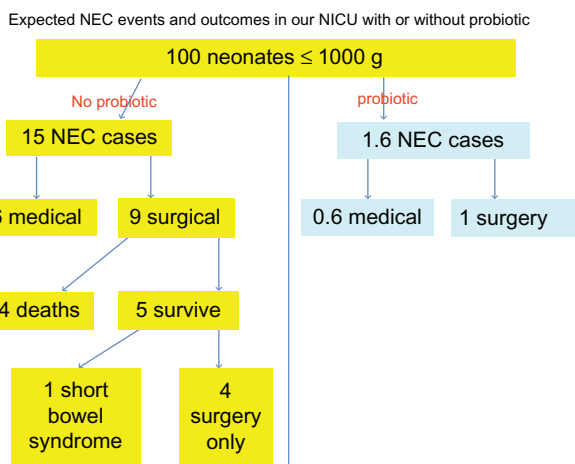 Expected NEC events and outcomes in our NICU with or without probiotic
100 neonates ≤ 1000 g
No probiotic
probiotic
15 NEC cases
1.6 NEC cases
6 medical
9 surgical
0.6 medical
1 surgery
4 deaths
5 survive
1 short
bowel
syndrome
4
surgery
only